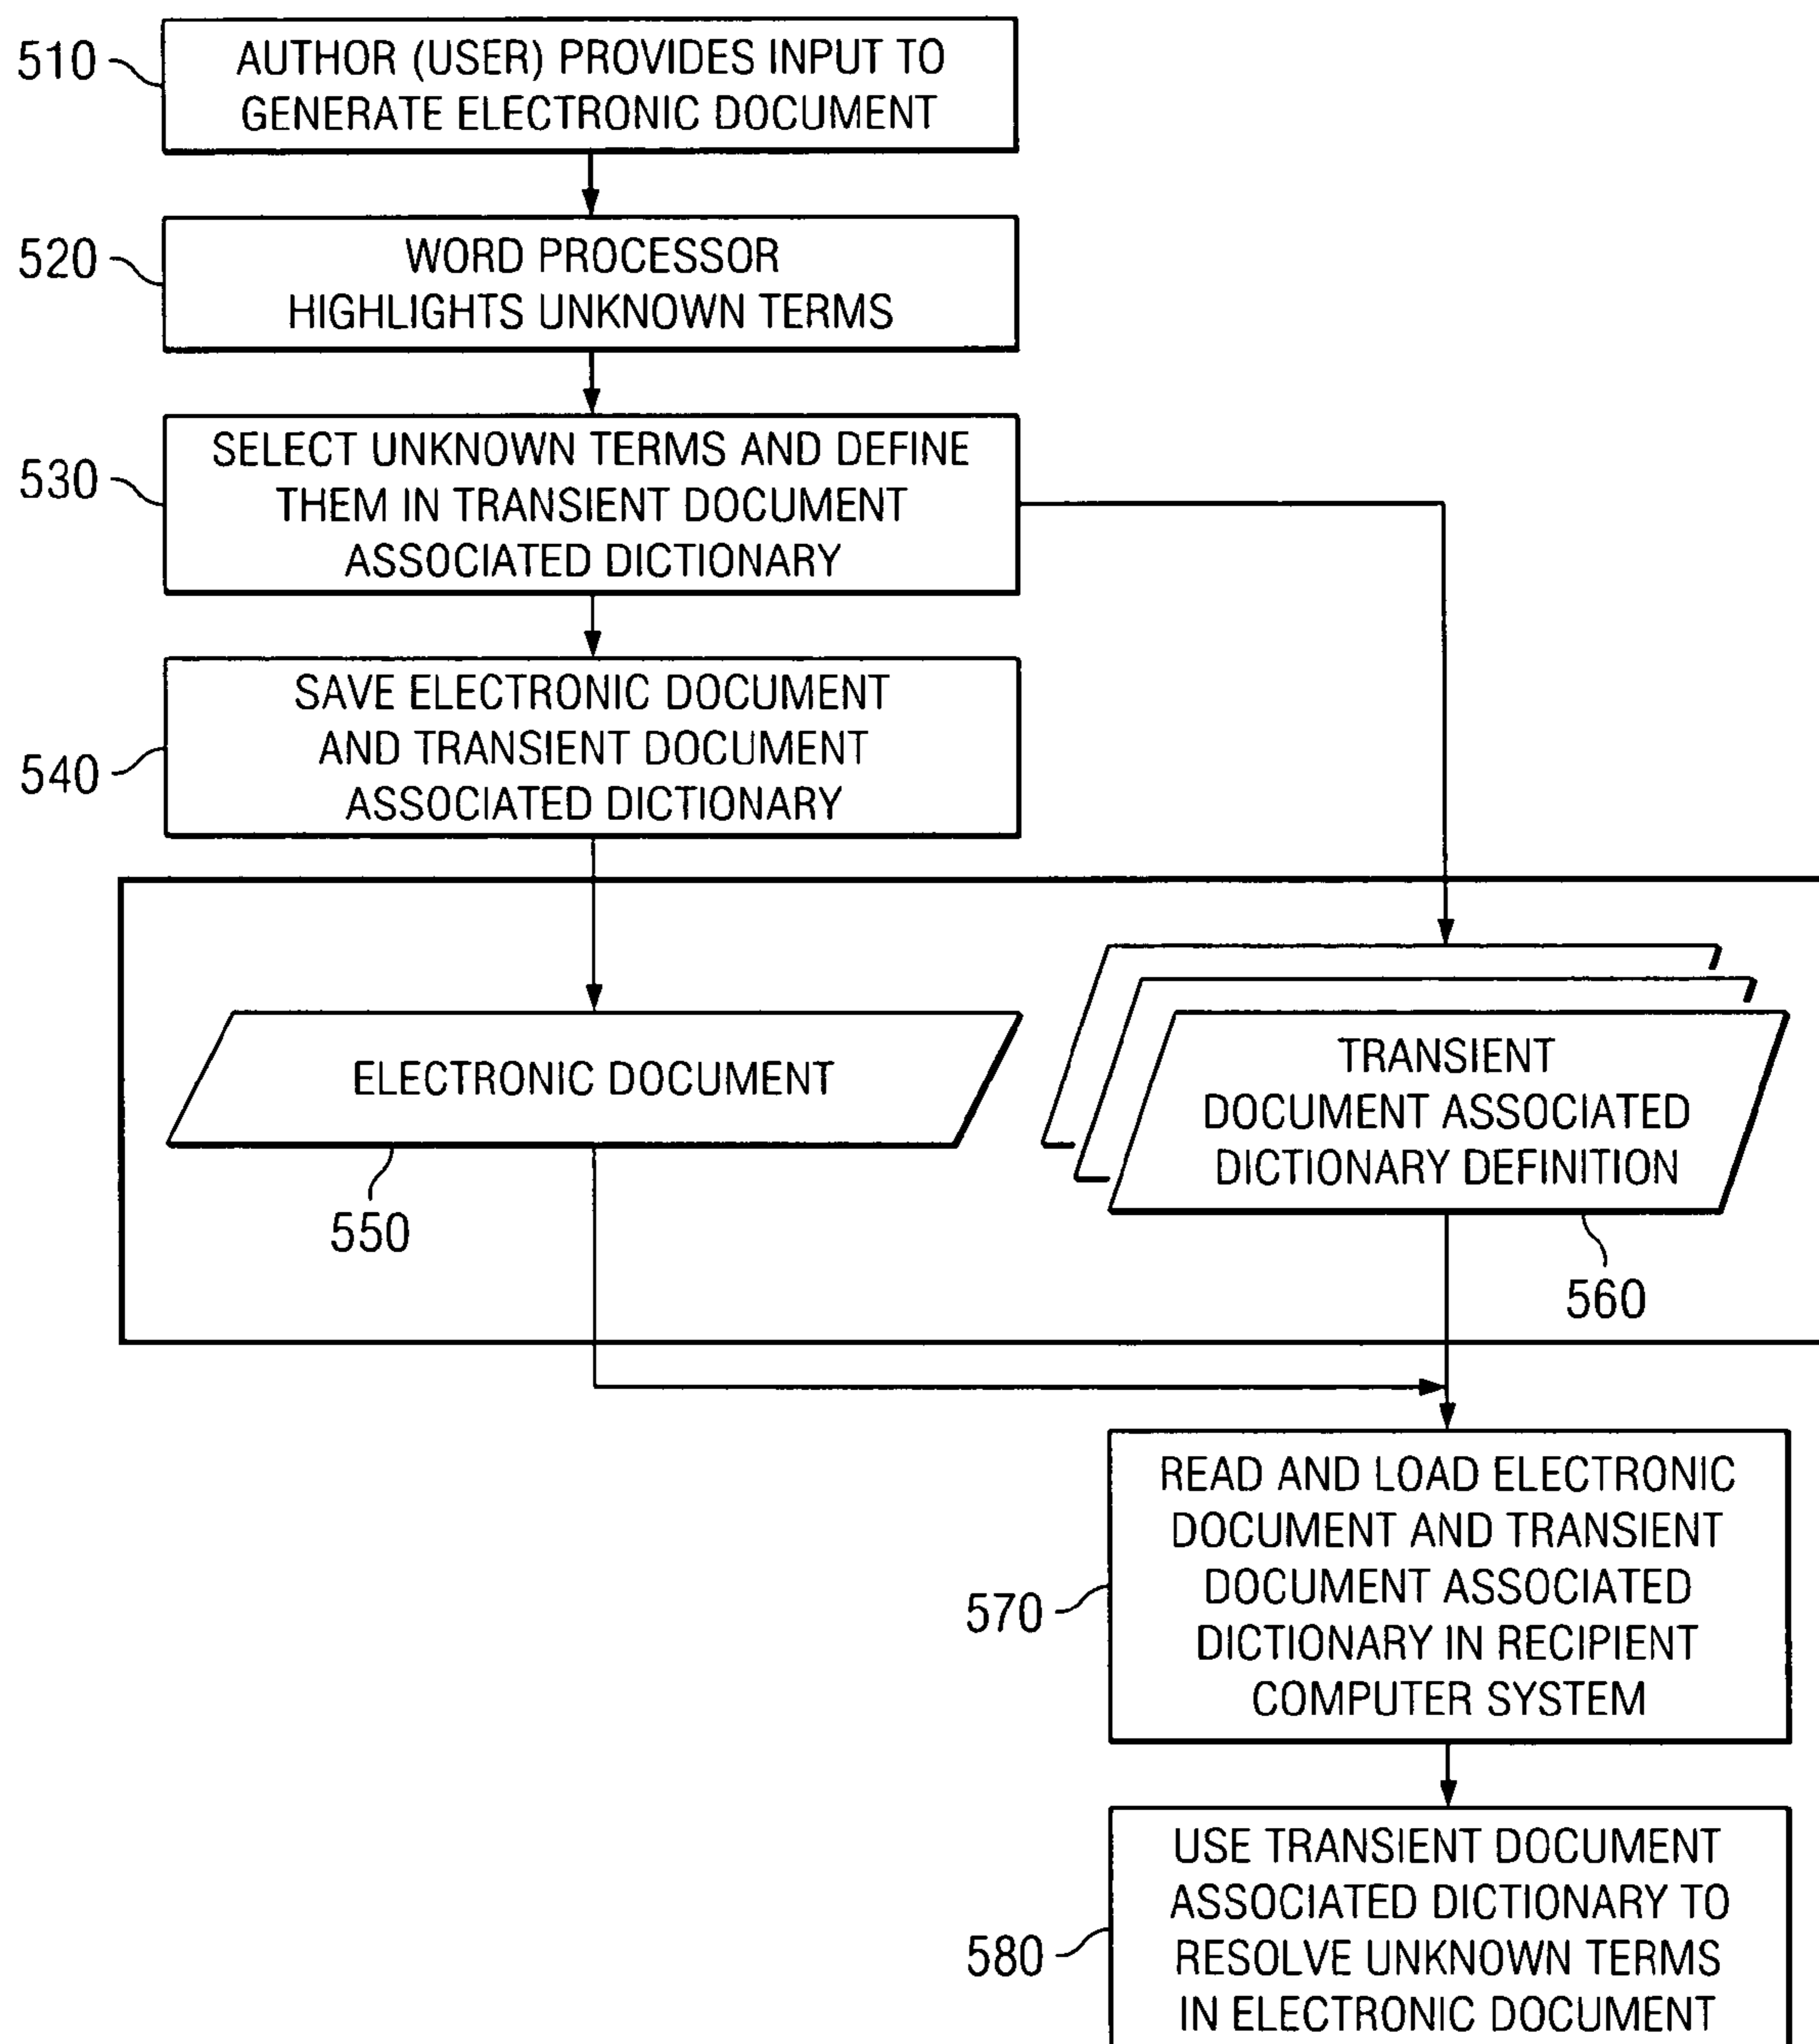 510
AUTHOR (USER) PROVIDES INPUT TO
GENERATE ELECTRONIC DOCUMENT
520
WORD PROCESSOR
HIGHLIGHTS UNKNOWN TERMS
530
SELECT UNKNOWN TERMS AND DEFINE
THEM IN TRANSIENT DOCUMENT
ASSOCIATED DICTIONARY
540
SAVE ELECTRONIC DOCUMENT
AND TRANSIENT DOCUMENT
ASSOCIATED DICTIONARY
ELECTRONIC DOCUMENT
550
TRANSIENT
DOCUMENT ASSOCIATED
DICTIONARY DEFINITION
560
570
READ AND LOAD ELECTRONIC
DOCUMENT AND TRANSIENT
DOCUMENT ASSOCIATED
DICTIONARY IN RECIPIENT
COMPUTER SYSTEM
580
USE TRANSIENT DOCUMENT
ASSOCIATED DICTIONARY TO
RESOLVE UNKNOWN TERMS
IN ELECTRONIC DOCUMENT